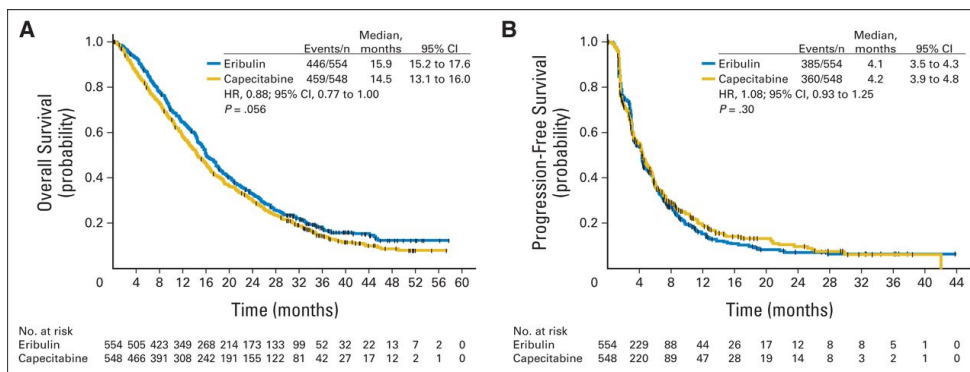 A
Overall Survival
(probability)
1.0
0.8
0.6
0.4
0.2
0 4 8 12 16 20 24 28 32 36 40 44 48 52 56 60
Time (months)
Median,
Events/n months 95% CI
Eribulin 446/554 15.9 15.2 to 17.6
Capecitabine 459/548 14.5 13.1 to 16.0
HR, 0.88; 95% CI, 0.77 to 1.00
P = .056
No. at risk
Eribulin 554 505 423 349 268 214 173 133 99 52 32 22 13 7 2 0
Capecitabine 548 466 391 308 242 191 155 122 81 42 27 17 12 2 1 0
B
Progression-Free Survival
(probability)
1.0
0.8
0.6
0.4
0.2
0 4 8 12 16 20 24 28 32 36 40 44
Time (months)
Median,
Events/n months 95% CI
Eribulin 385/554 4.1 3.5 to 4.3
Capecitabine 360/548 4.2 3.9 to 4.8
HR, 1.08; 95% CI, 0.93 to 1.25
P = .30
No. at risk
Eribulin 554 229 88 44 26 17 12 8 8 5 1 0
Capecitabine 548 220 89 47 28 19 14 8 3 2 1 0